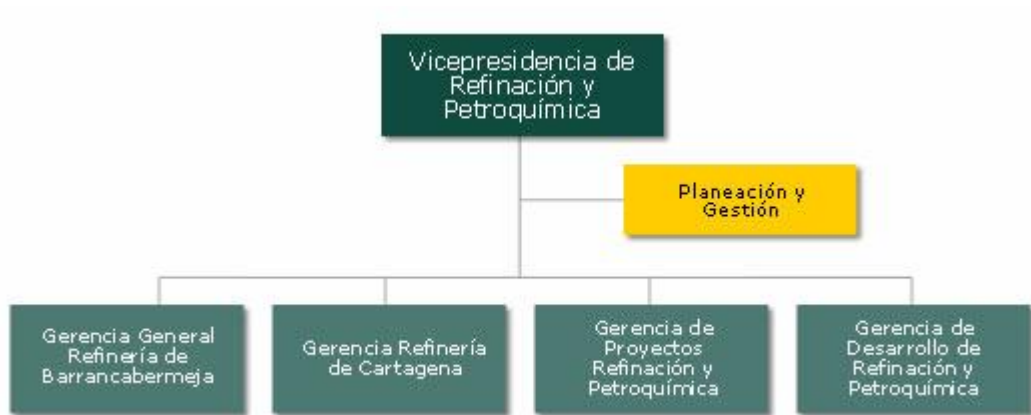 Vicepresidencia de
Refinación y
Petroquímica
Planeación y
Gestión
Gerencia General
Refinería de
Barrancabermeja
Gerencia Refinería
de Cartagena
Gerencia de
Proyectos
Refinación y
Petroquímica
Gerencia de
Desarrollo de
Refinación y
Petroquímica